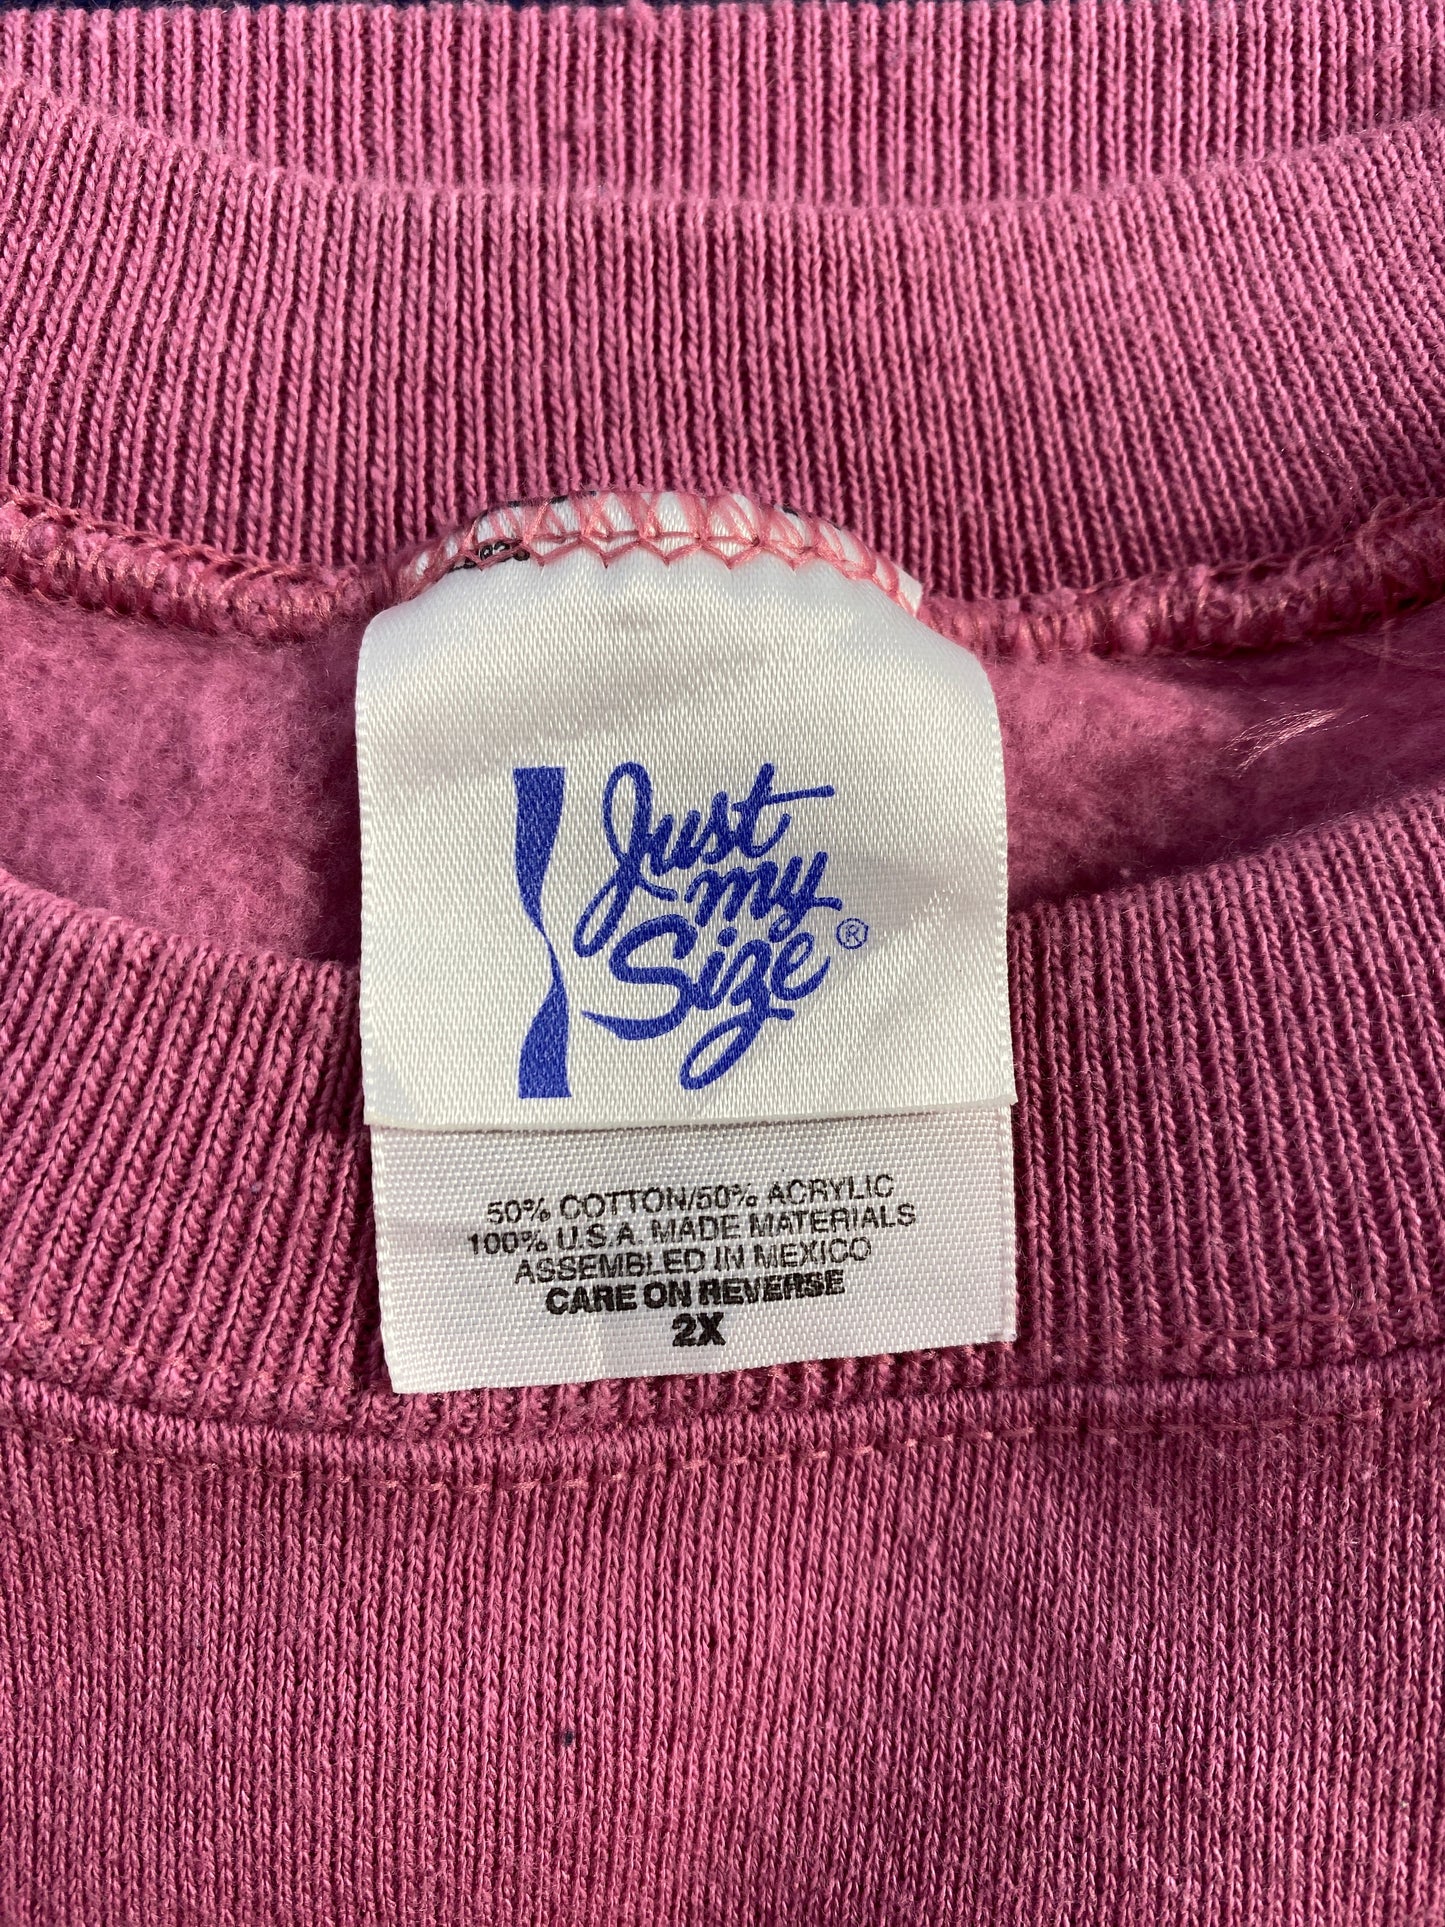 Just
my
Size®
50% COTTON/50% ACRYLIC
100% U.S.A. MADE MATERIALS
ASSEMBLED IN MEXICO
CARE ON REVERSE
2X